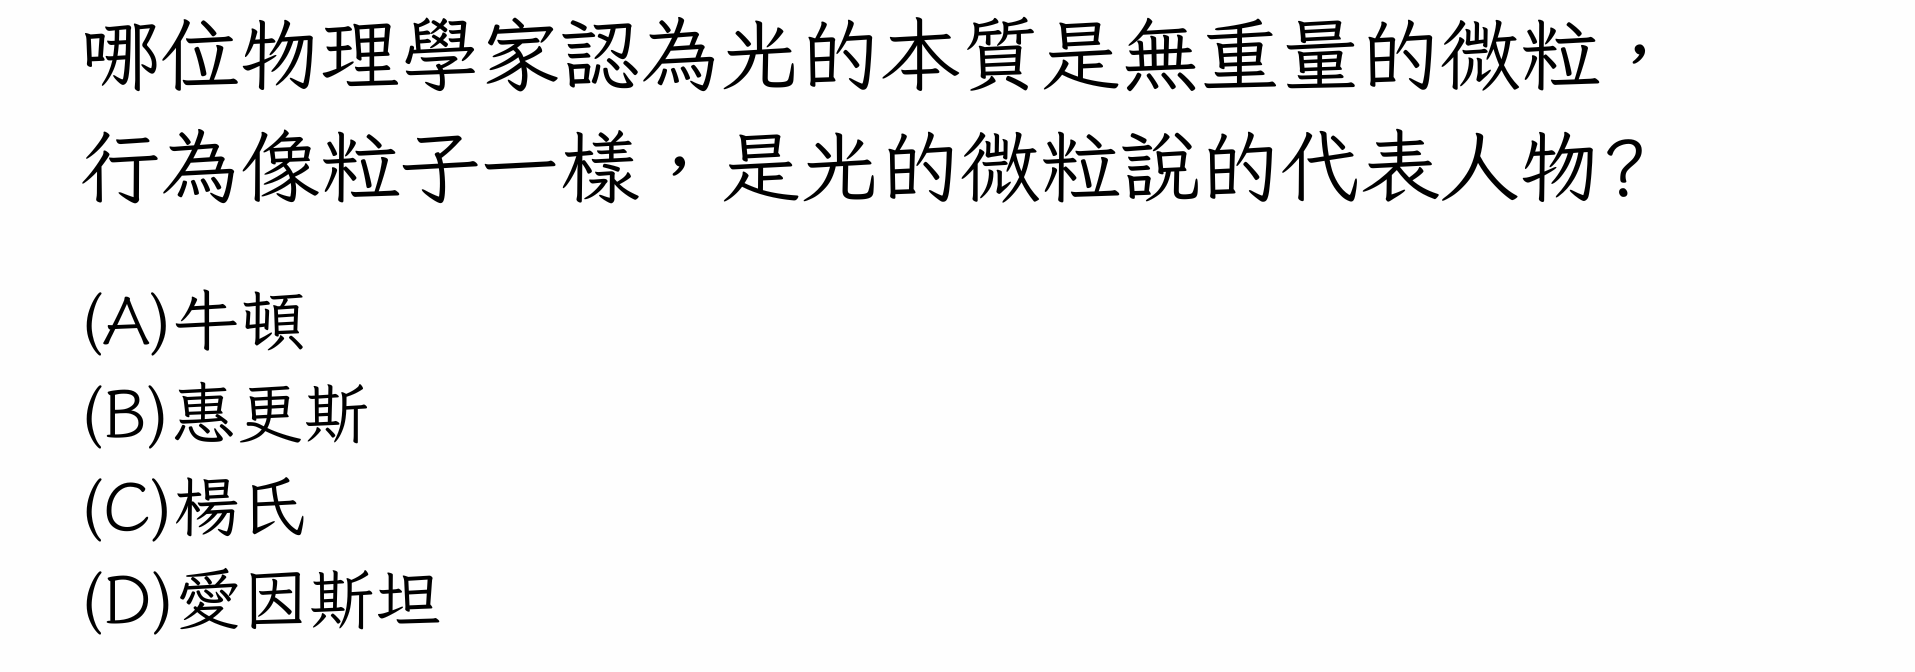 哪位物理學家認為光的本質是無重量的微粒，
行為像粒子一樣，是光的微粒說的代表人物?
(A)牛頓
(B)惠更斯
(C)楊氏
(D)愛因斯坦